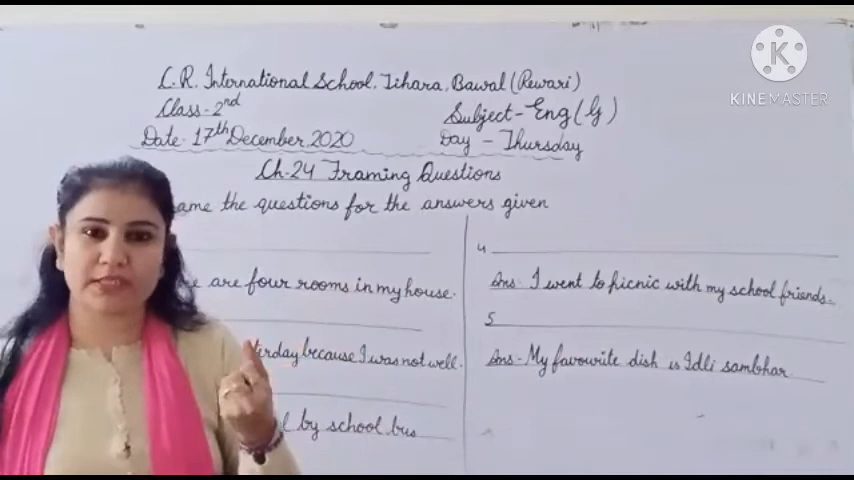 L.R. International School, Tihara, Bawal (Rewari)
Class-2nd
Subject-Eng(G)
Date-17th December, 2020
Day - Thursday
Ch-24 Framing Questions
ame the questions for the answers given
are four rooms in my house.
terday because I was not well.
l by school bus
4
Ans- I went to picnic with my school friends.
5
Ans- My favourite dish is Idli sambhar
KINEMASTER